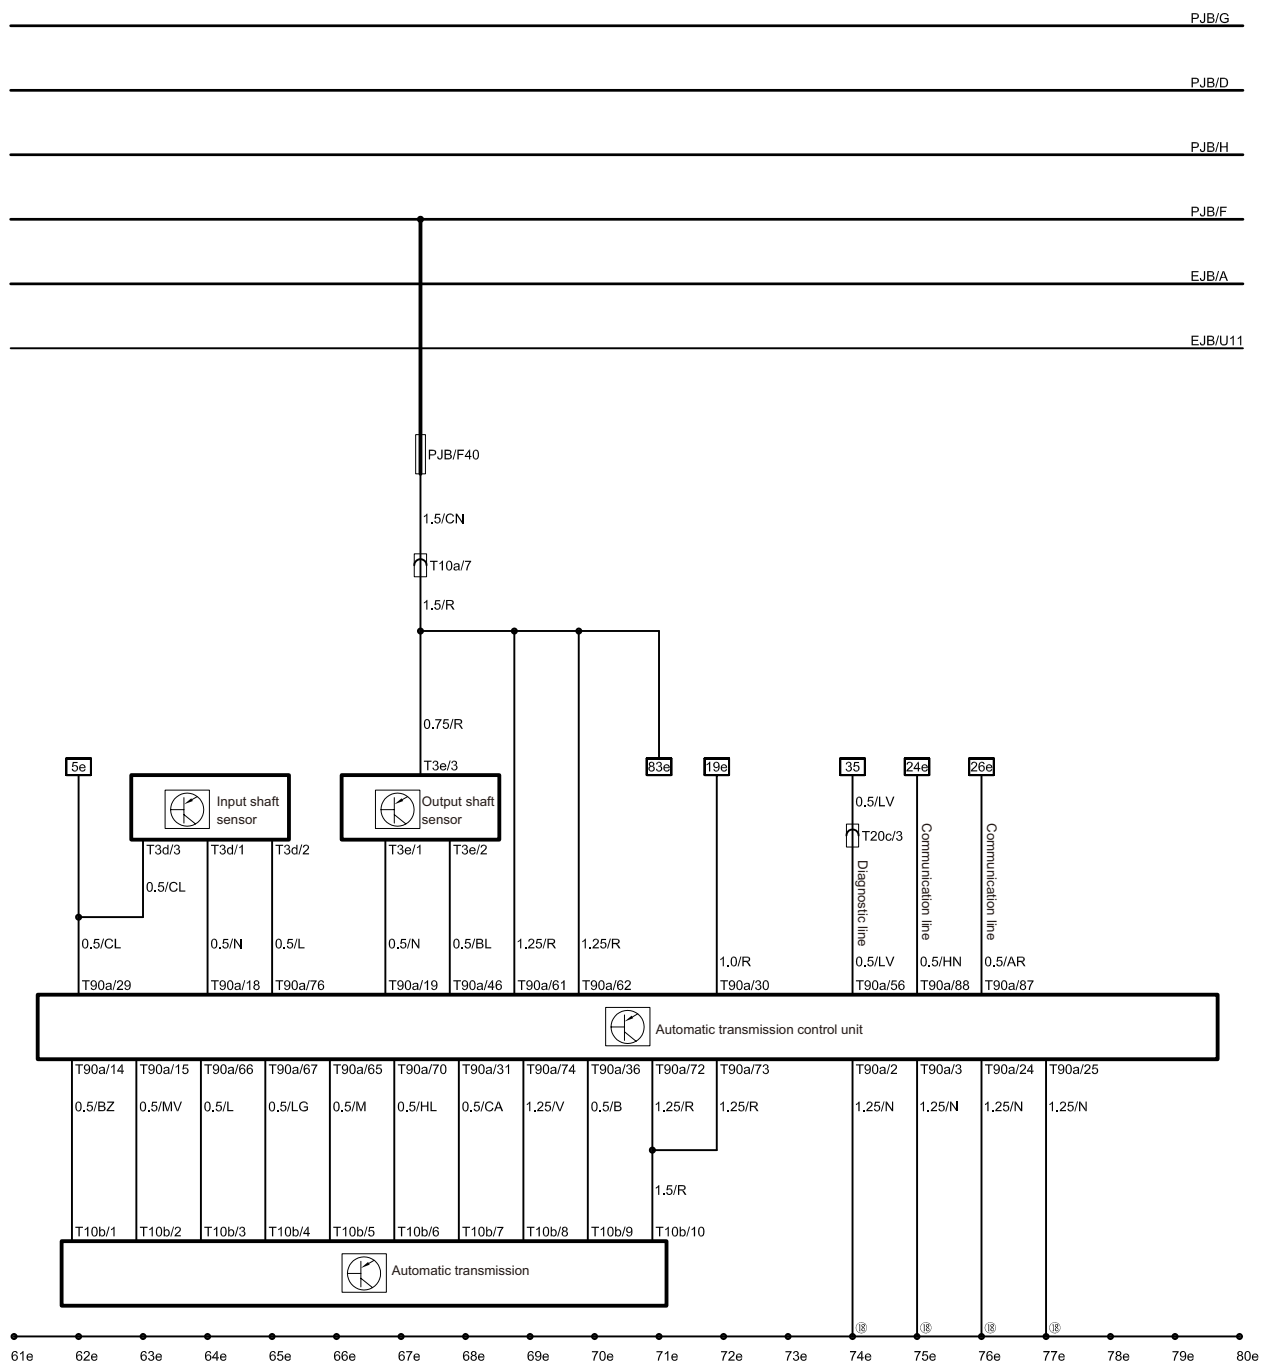 PJB/G
PJB/D
PJB/H
PJB/F
EJB/A
EJB/U11
PJB/F40
1.5/CN
T10a/7
1.5/R
0.75/R
T3e/3
5e
83e
19e
35
24e
26e
Input shaft
sensor
Output shaft
sensor
0.5/LV
T20c/3
T3d/3
T3d/1
T3d/2
T3e/1
T3e/2
0.5/CL
Diagnostic line
Communication line
Communication line
0.5/CL
0.5/N
0.5/L
0.5/N
0.5/BL
1.25/R
1.25/R
1.0/R
0.5/LV
0.5/HN
0.5/AR
T90a/29
T90a/18
T90a/76
T90a/19
T90a/46
T90a/61
T90a/62
T90a/30
T90a/56
T90a/88
T90a/87
Automatic transmission control unit
T90a/14
T90a/15
T90a/66
T90a/67
T90a/65
T90a/70
T90a/31
T90a/74
T90a/36
T90a/72
T90a/73
T90a/2
T90a/3
T90a/24
T90a/25
0.5/BZ
0.5/MV
0.5/L
0.5/LG
0.5/M
0.5/HL
0.5/CA
1.25/V
0.5/B
1.25/R
1.25/R
1.25/N
1.25/N
1.25/N
1.25/N
1.5/R
T10b/1
T10b/2
T10b/3
T10b/4
T10b/5
T10b/6
T10b/7
T10b/8
T10b/9
T10b/10
Automatic transmission
⑱
⑱
⑱
⑱
61e
62e
63e
64e
65e
66e
67e
68e
69e
70e
71e
72e
73e
74e
75e
76e
77e
78e
79e
80e